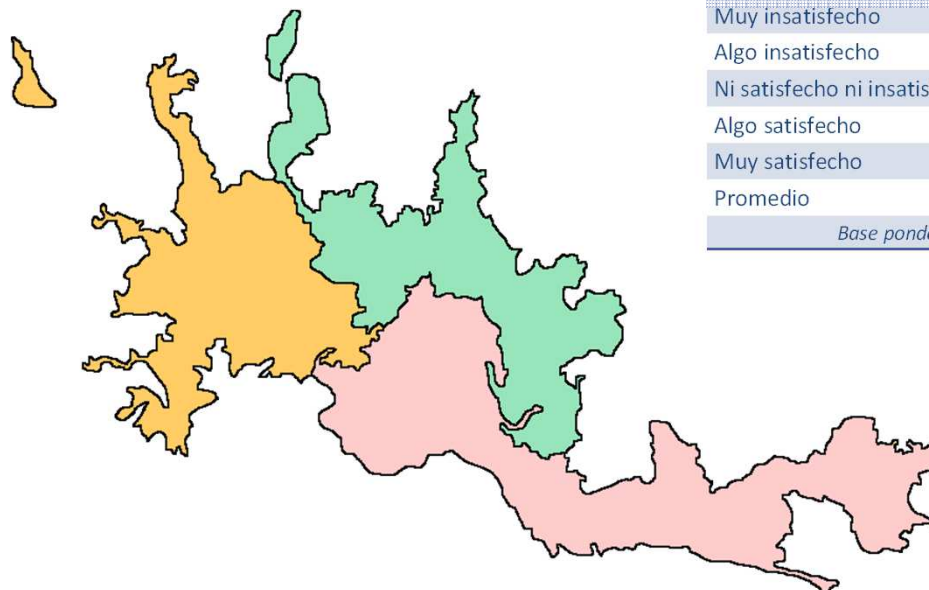 Muy insatisfecho
Algo insatisfecho
Ni satisfecho ni insatis
Algo satisfecho
Muy satisfecho
Promedio
Base ponde